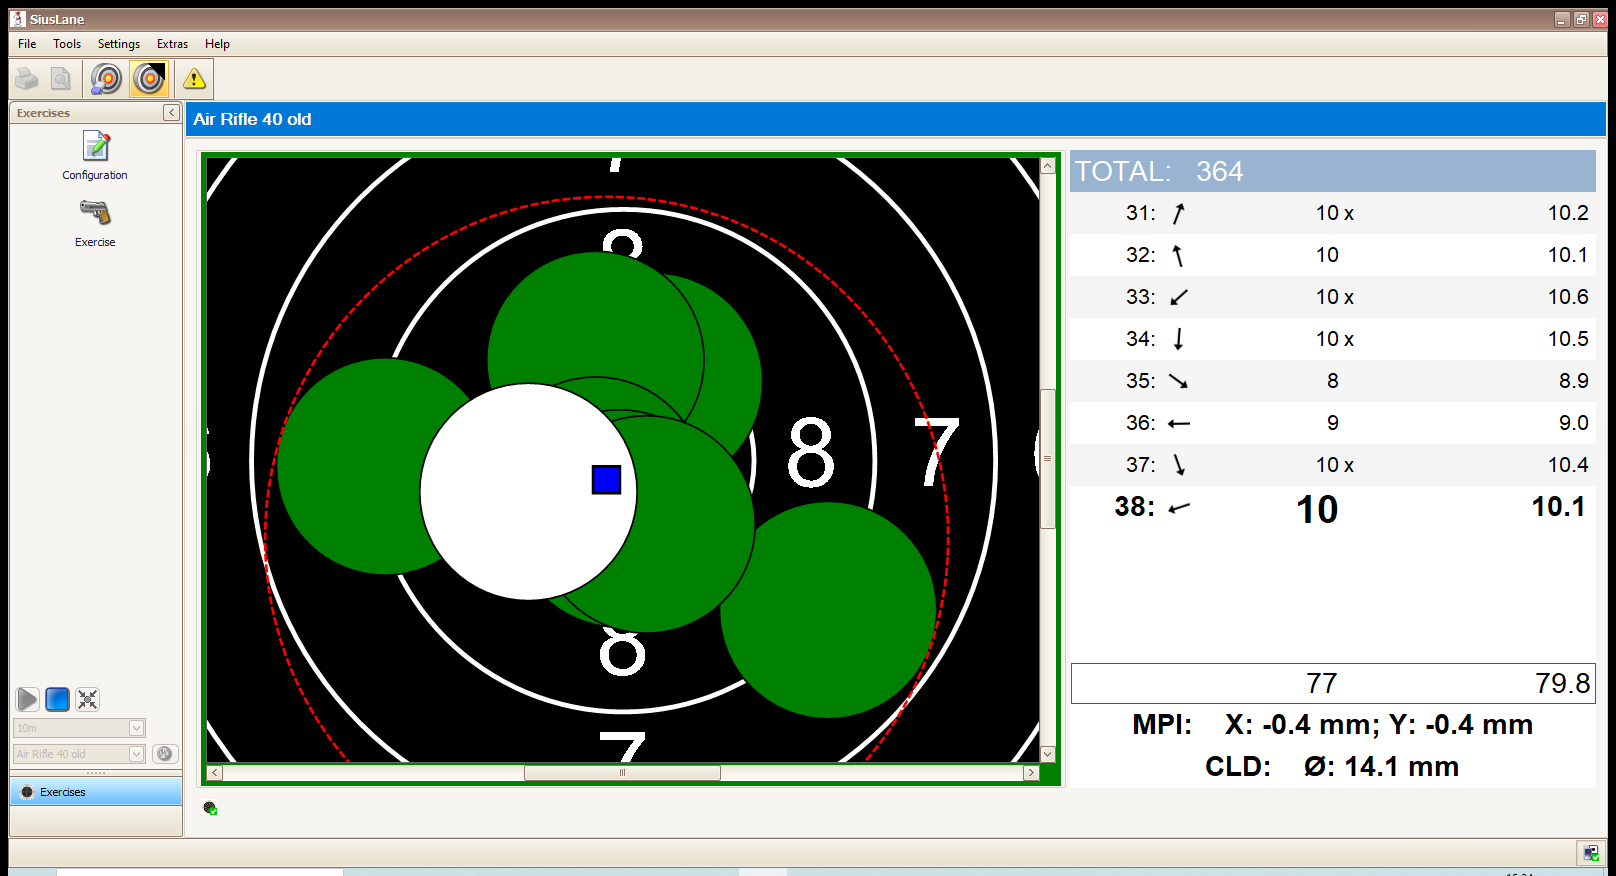 SiusLane
File Tools Settings Extras Help
Exercises
Configuration
Exercise
10m
Air Rifle 40 old
Exercises
Air Rifle 40 old
7
8
8
7
8
7
TOTAL: 364
31: 10 x 10.2
32: 10 10.1
33: 10 x 10.6
34: 10 x 10.5
35: 8 8.9
36: 9 9.0
37: 10 x 10.4
38: 10 10.1
77 79.8
MPI: X: -0.4 mm; Y: -0.4 mm
CLD: Ø: 14.1 mm